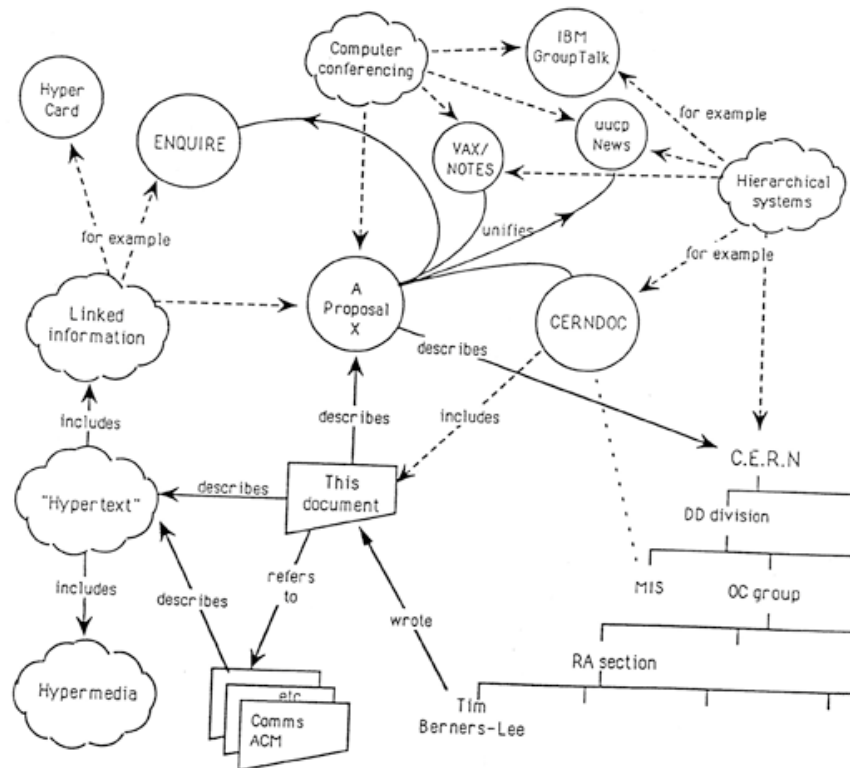 IBM
GroupTalk
Computer
conferencing
Hyper
Card
for example
uucp
News
ENQUIRE
VAX/
NOTES
Hierarchical
systems
unifies
for example
for example
A
Proposal
X
CERNDOC
Linked
information
describes
includes
describes
includes
C.E.R.N
This
document
describes
"Hypertext"
DD division
refers
to
includes
describes
MIS
OC group
wrote
RA section
Hypermedia
etc
Tim
Berners-Lee
Comms
ACM